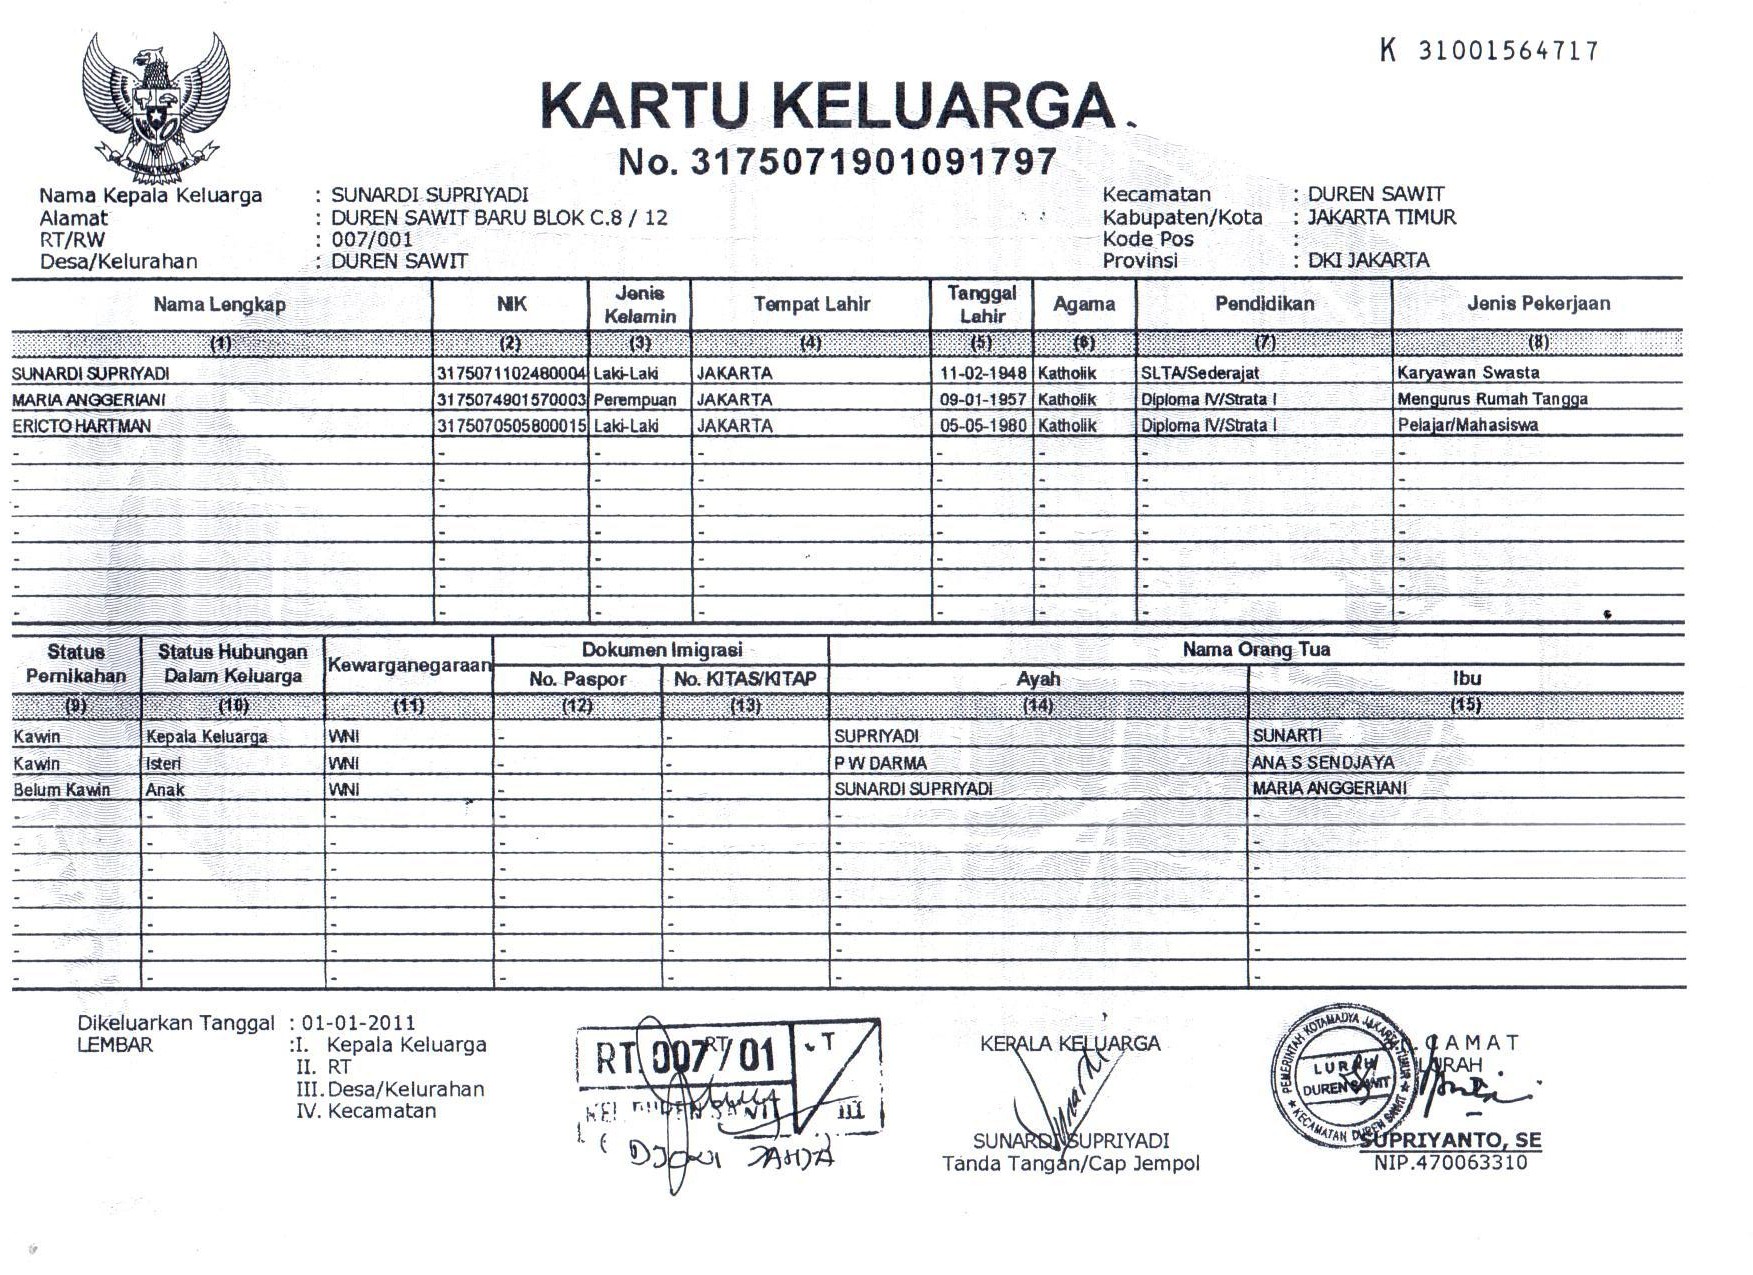 K 31001564717
KARTU KELUARGA
No. 3175071901091797
Nama Kepala Keluarga : SUNARDI SUPRIYADI Kecamatan : DUREN SAWIT
Alamat : DUREN SAWIT BARU BLOK C.8 / 12 Kabupaten/Kota : JAKARTA TIMUR
RT/RW : 007/001 Kode Pos :
Desa/Kelurahan : DUREN SAWIT Provinsi : DKI JAKARTA
Nama Lengkap NIK Jenis Kelamin Tempat Lahir Tanggal Lahir Agama Pendidikan Jenis Pekerjaan
(1) (2) (3) (4) (5) (6) (7) (8)
SUNARDI SUPRIYADI 3175071102480004 Laki-Laki JAKARTA 11-02-1948 Katholik SLTA/Sederajat Karyawan Swasta
MARIA ANGGERIANI 3175074901570003 Perempuan JAKARTA 09-01-1957 Katholik Diploma IV/Strata I Mengurus Rumah Tangga
ERICTO HARTMAN 3175070505800015 Laki-Laki JAKARTA 05-05-1980 Katholik Diploma IV/Strata I Pelajar/Mahasiswa
- - - - - - - -
- - - - - - - -
- - - - - - - -
- - - - - - - -
- - - - - - - -
- - - - - - - -
- - - - - - - -
Status Pernikahan Status Hubungan Dalam Keluarga Kewarganegaraan Dokumen Imigrasi Nama Orang Tua
No. Paspor No. KITAS/KITAP Ayah Ibu
(9) (10) (11) (12) (13) (14) (15)
Kawin Kepala Keluarga WNI - - SUPRIYADI SUNARTI
Kawin Isteri WNI - - P W DARMA ANA S SENDJAYA
Belum Kawin Anak WNI - - SUNARDI SUPRIYADI MARIA ANGGERIANI
- - - - - - -
- - - - - - -
- - - - - - -
- - - - - - -
- - - - - - -
- - - - - - -
- - - - - - -
Dikeluarkan Tanggal : 01-01-2011
LEMBAR :I. Kepala Keluarga
II. RT
III. Desa/Kelurahan
IV. Kecamatan
RT. 007/01
KEL. DUREN SAWIT
KEPALA KELUARGA
SUNARDI SUPRIYADI
Tanda Tangan/Cap Jempol
CAMAT
LURAH
PEMERINTAH KOTAMADYA JAKARTA TIMUR
LURAH
DUREN SAWIT
KECAMATAN DUREN SAWIT
SUPRIYANTO, SE
NIP.470063310